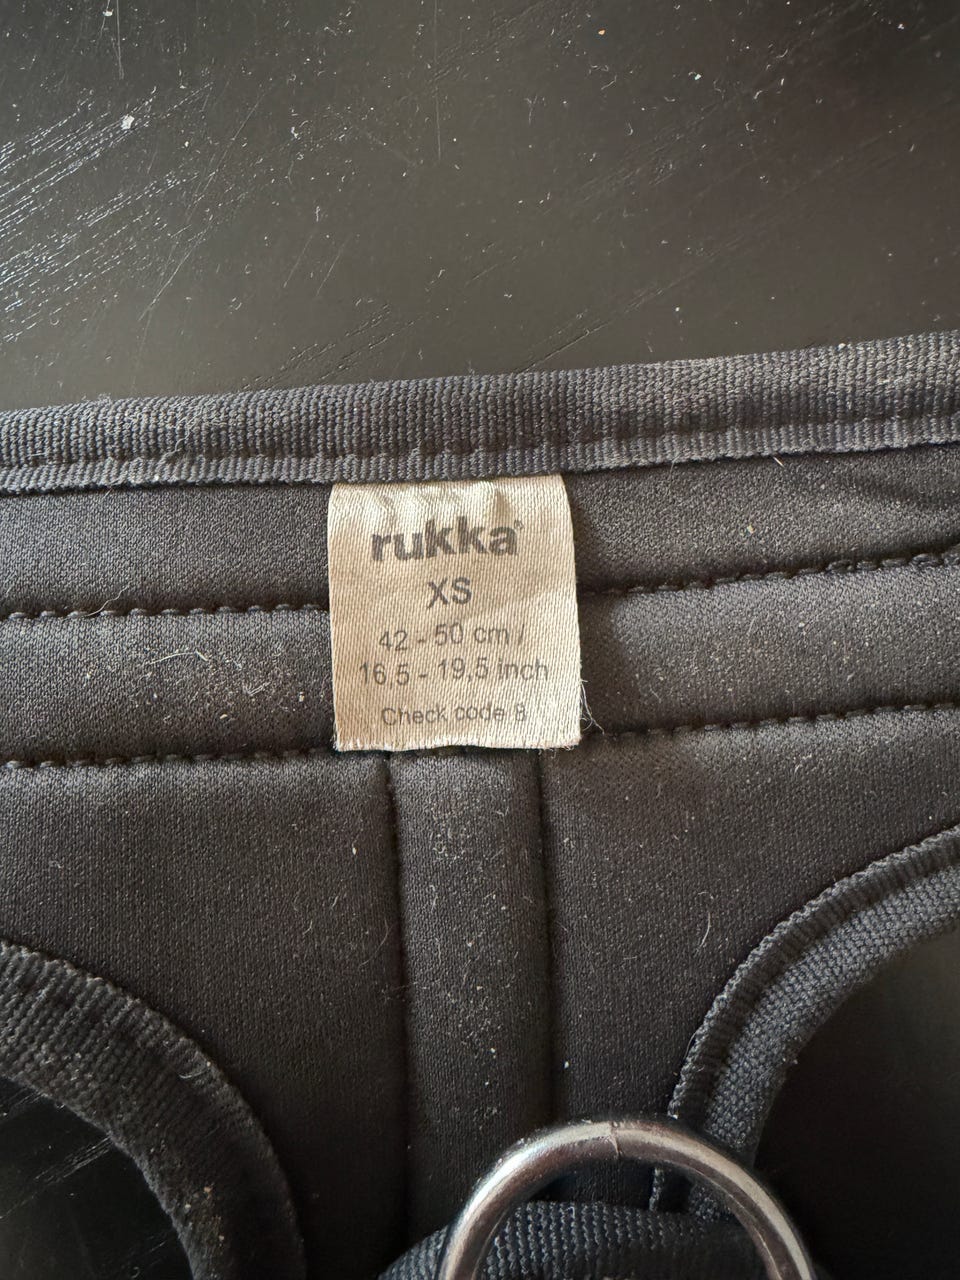 rukka®
XS
42 - 50 cm /
16,5 - 19,5 inch
Check code 8